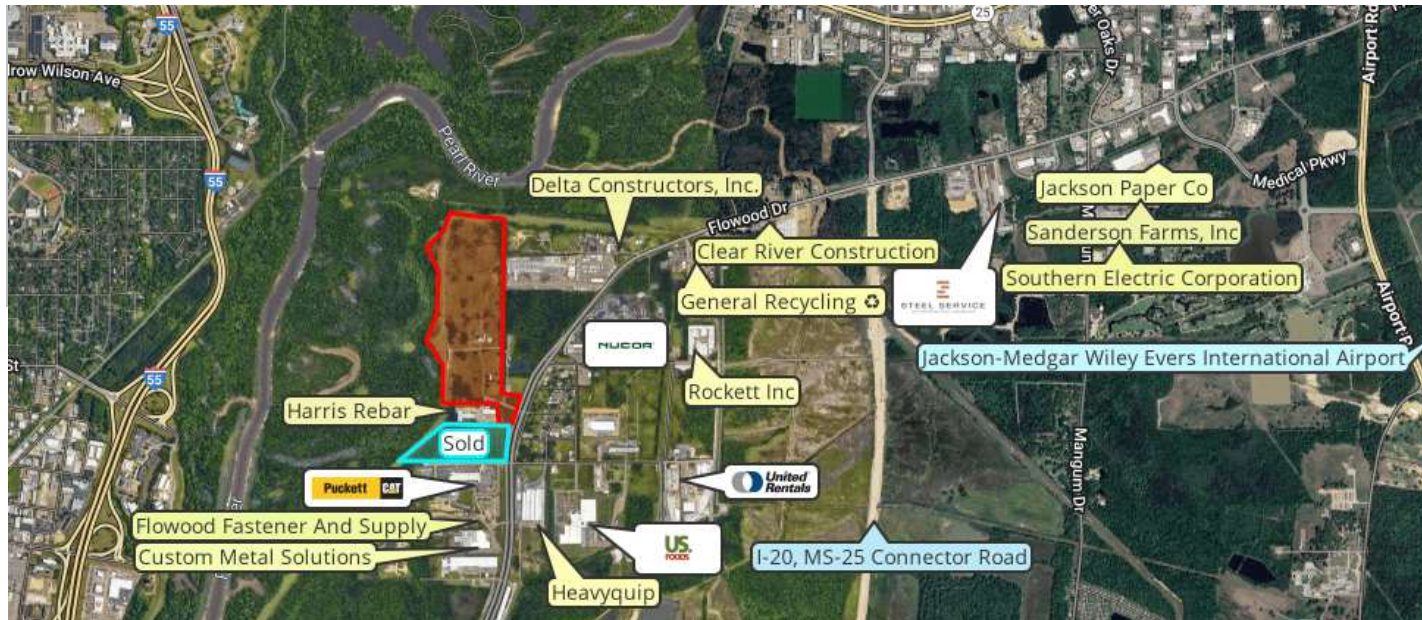 55
25
drow Wilson Ave
Airport Rd
Pearl River
55
Delta Constructors, Inc.
Jackson Paper Co
Medical Pkwy
Flowood Dr
Sanderson Farms, Inc
Clear River Construction
Southern Electric Corporation
General Recycling ♻
STEEL SERVICE
NUCOR
Jackson-Medgar Wiley Evers International Airport
St
55
Rockett Inc
Harris Rebar
Sold
Mangum Dr
Puckett CAT
United
Rentals
Flowood Fastener And Supply
US.
FOODS
Custom Metal Solutions
I-20, MS-25 Connector Road
Heavyquip